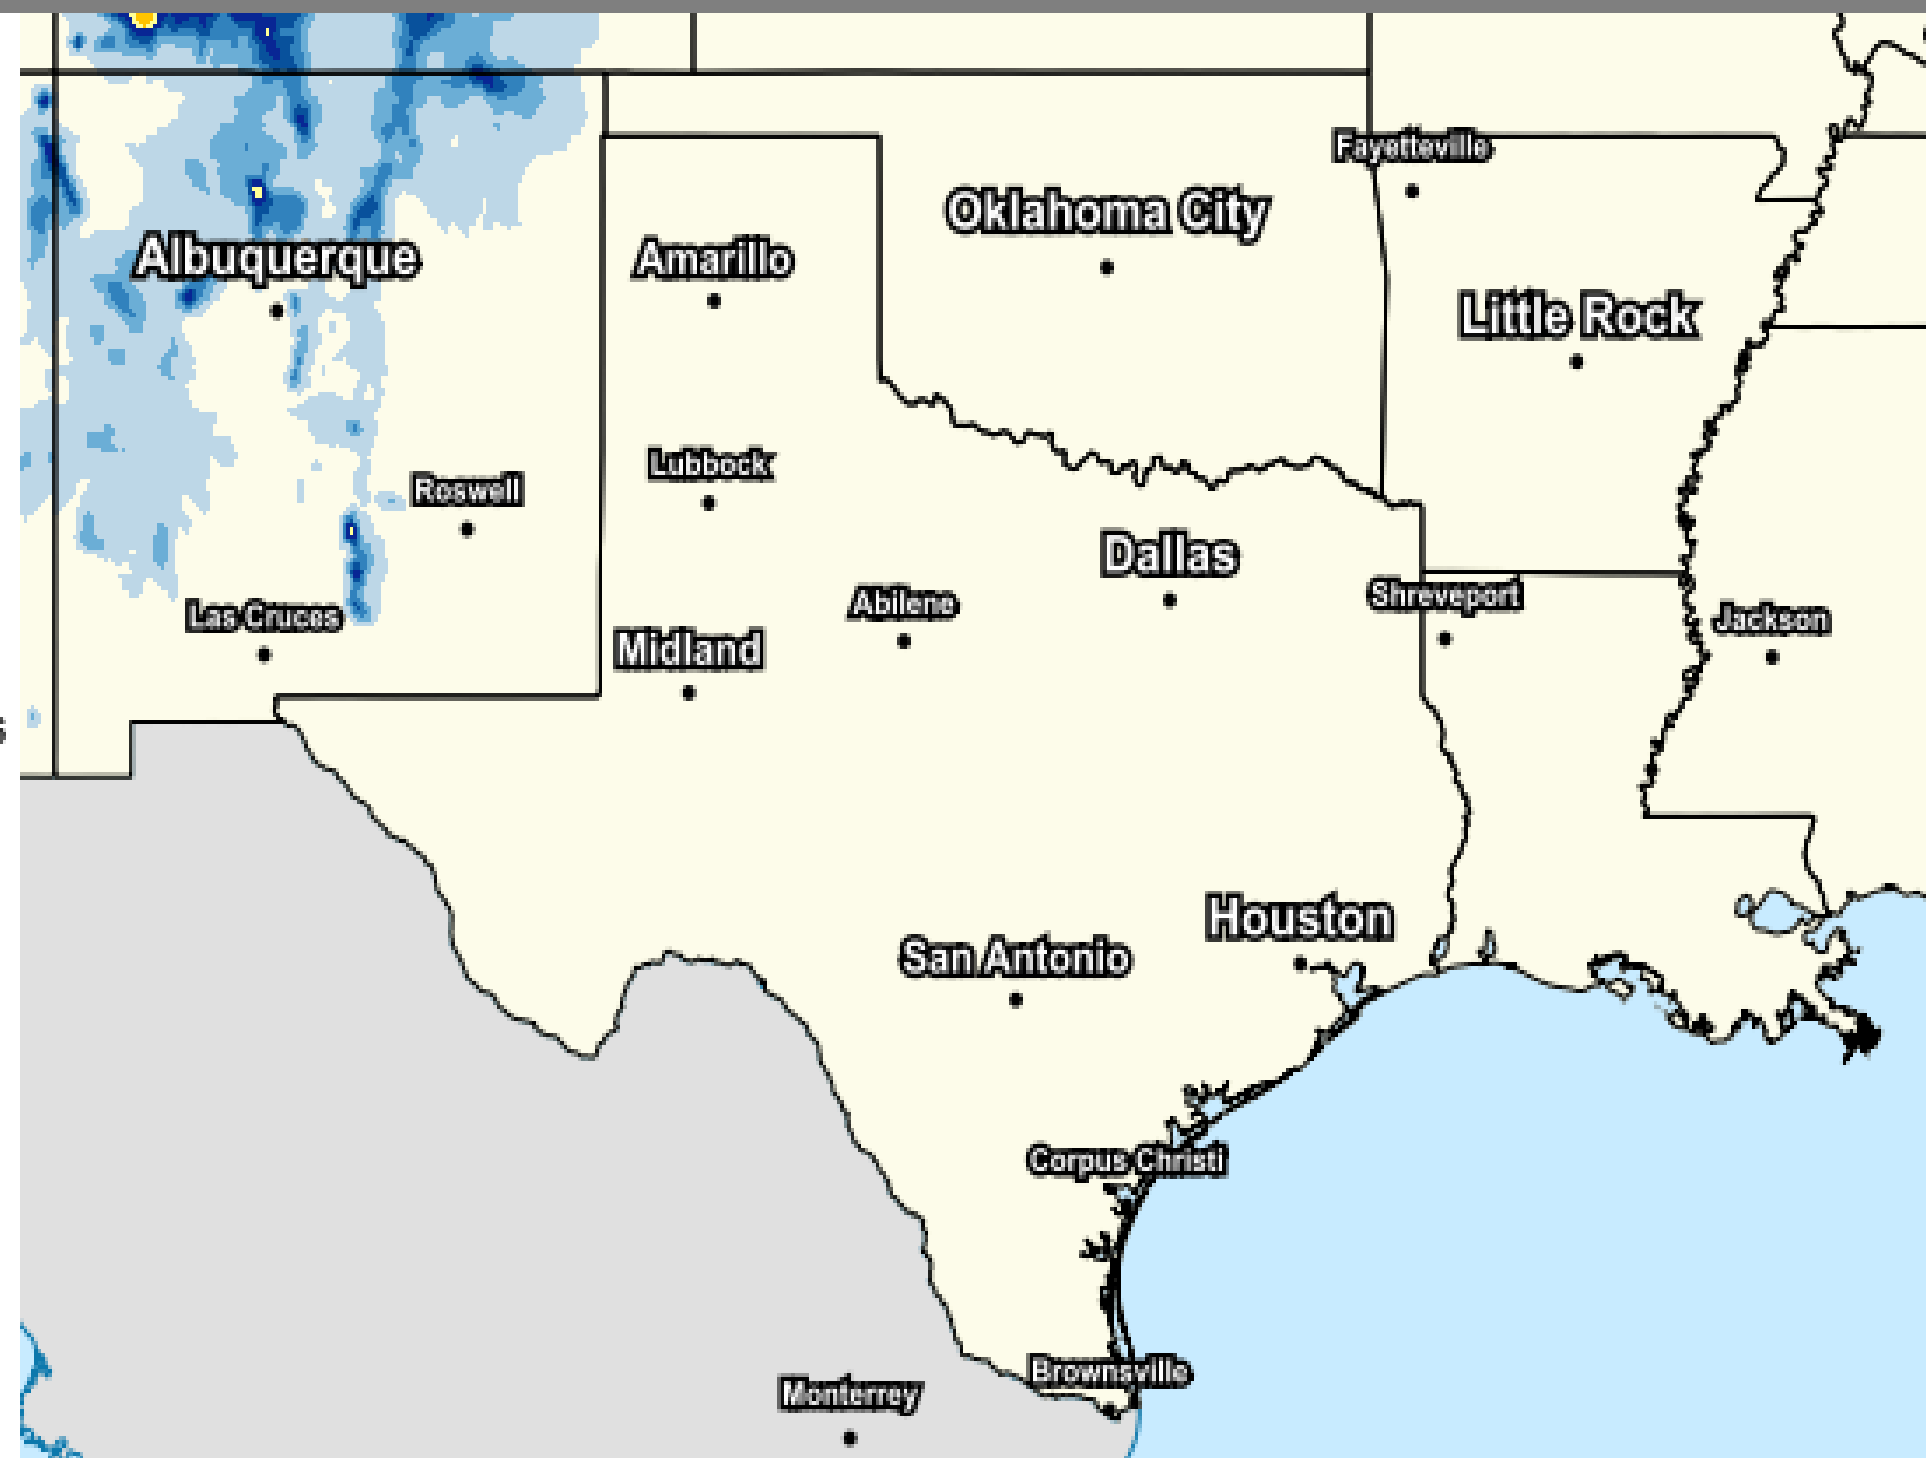 Fayetteville
Oklahoma City
Albuquerque
Amarillo
Little Rock
Lubbock
Roswell
Dallas
Shreveport
Abilene
Las Cruces
Jackson
Midland
Houston
San Antonio
Corpus Christi
Brownsville
Monterrey